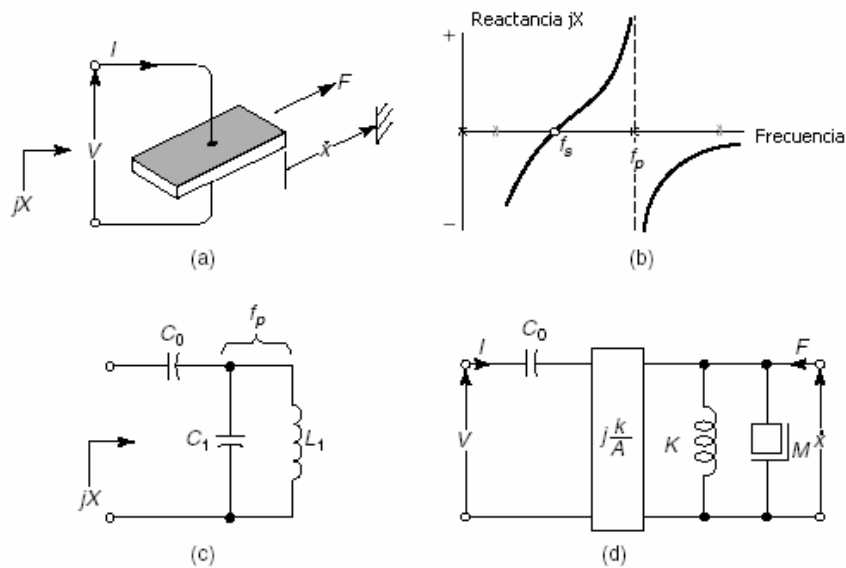 I
F
V
ẋ
jX
(a)
Reactancia jX
+
f_s
f_p
Frecuencia
−
(b)
f_p
C_0
C_1
L_1
jX
(c)
I
C_0
F
V
j k/A
K
M
ẋ
(d)